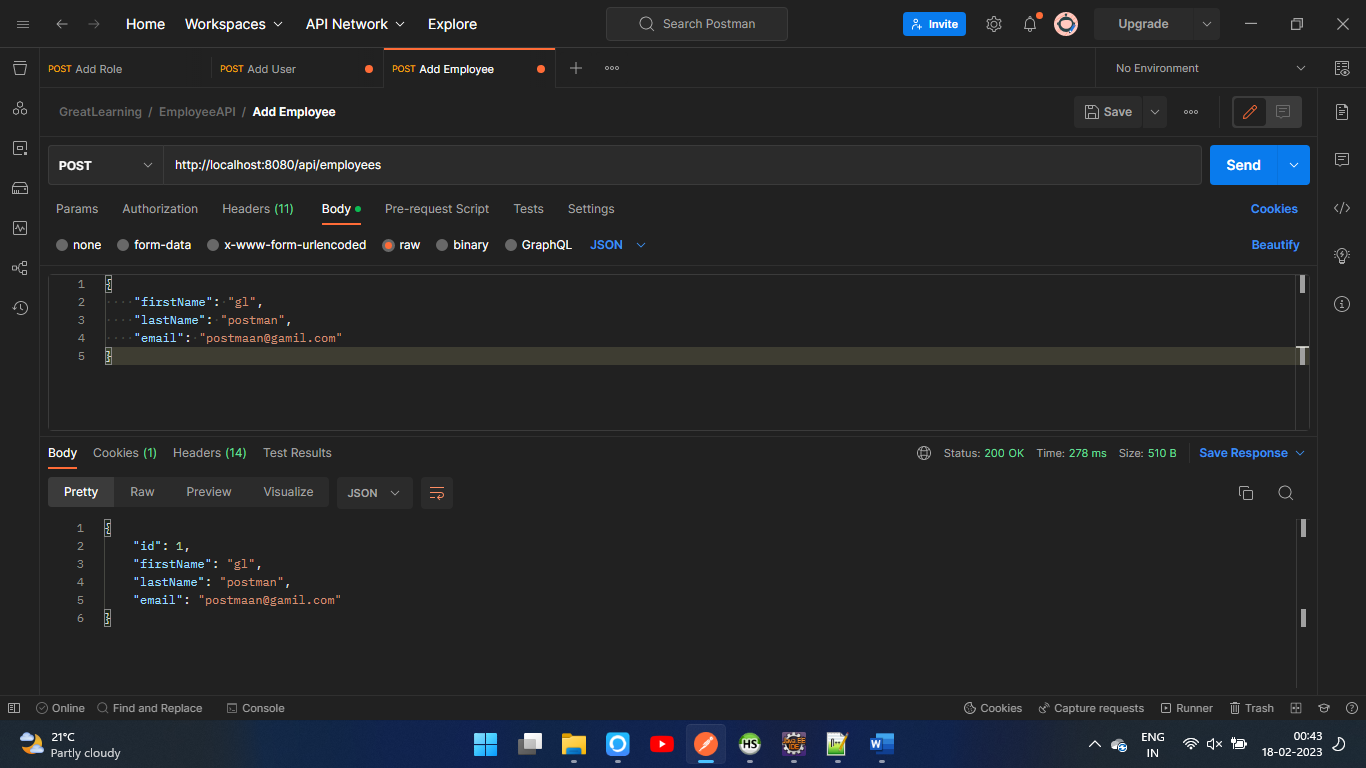 Home Workspaces API Network Explore Search Postman Invite Upgrade
POST Add Role POST Add User POST Add Employee No Environment
GreatLearning / EmployeeAPI / Add Employee Save
POST http://localhost:8080/api/employees Send
Params Authorization Headers (11) Body Pre-request Script Tests Settings Cookies
none form-data x-www-form-urlencoded raw binary GraphQL JSON Beautify
1 {
2 "firstName": "gl",
3 "lastName": "postman",
4 "email": "postmaan@gamil.com"
5 }
Body Cookies (1) Headers (14) Test Results Status: 200 OK Time: 278 ms Size: 510 B Save Response
Pretty Raw Preview Visualize JSON
1 {
2 "id": 1,
3 "firstName": "gl",
4 "lastName": "postman",
5 "email": "postmaan@gamil.com"
6 }
Online Find and Replace Console Cookies Capture requests Runner Trash
21°C
Partly cloudy
HS
Java EE
IDE
W
ENG
IN
00:43
18-02-2023